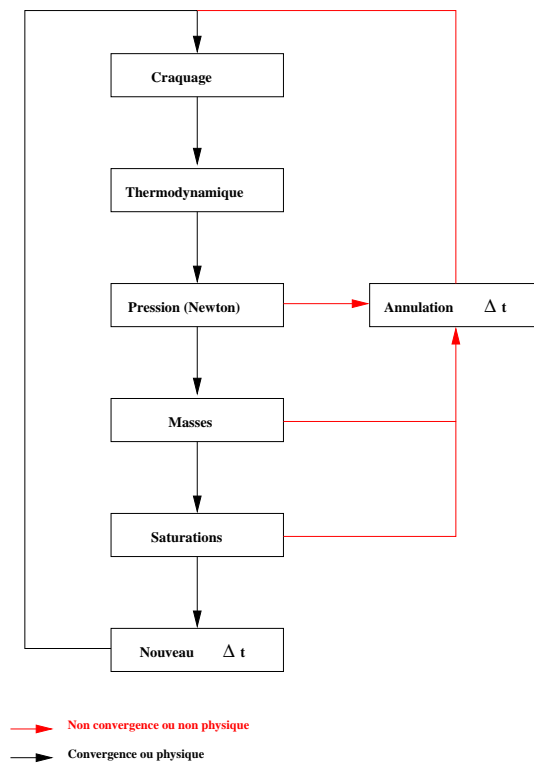 Craquage
Thermodynamique
Pression (Newton)
Annulation Δ t
Masses
Saturations
Nouveau Δ t
Non convergence ou non physique
Convergence ou physique